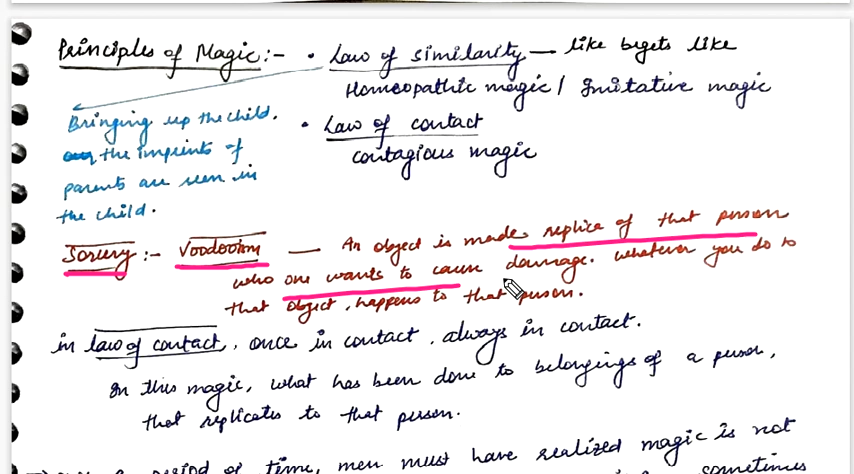 Principles of Magic:- • Law of similarity — like begets like
Homeopathic magic / Imitative magic
Bringing up the child.
the imprints of
parents are seen in
the child.
• Law of contact
contagious magic
Sorcery :- Voodooism — An object is made replica of that person
who one wants to cause damage. whatever you do to
that object, happens to that person.
in law of contact, once in contact, always in contact.
In this magic, what has been done to belongings of a person,
that replicates to that person.
period of time, men must have realized magic is not
sometimes